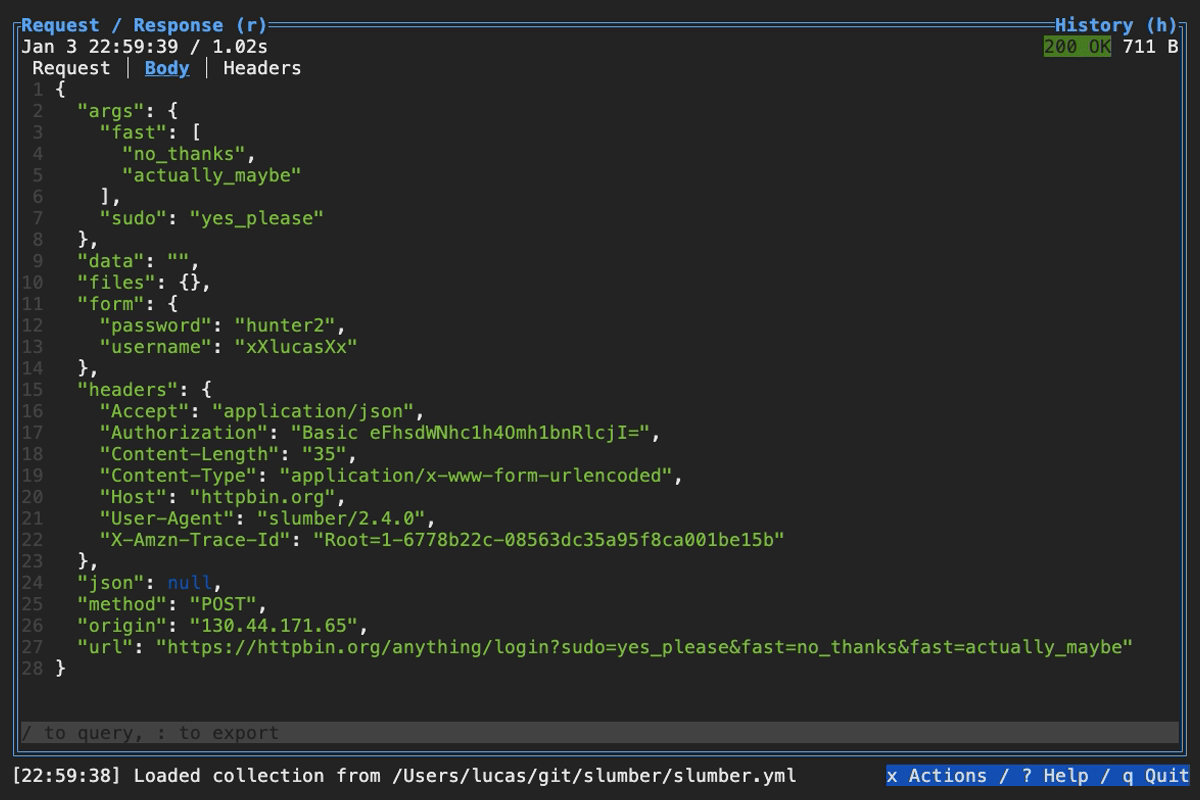 Request / Response (r) History (h)
Jan 3 22:59:39 / 1.02s 200 OK 711 B
Request | Body | Headers
1 {
2   "args": {
3     "fast": [
4       "no_thanks",
5       "actually_maybe"
6     ],
7     "sudo": "yes_please"
8   },
9   "data": "",
10   "files": {},
11   "form": {
12     "password": "hunter2",
13     "username": "xXlucasXx"
14   },
15   "headers": {
16     "Accept": "application/json",
17     "Authorization": "Basic eFhsdWNhc1h4Omh1bnRlcjI=",
18     "Content-Length": "35",
19     "Content-Type": "application/x-www-form-urlencoded",
20     "Host": "httpbin.org",
21     "User-Agent": "slumber/2.4.0",
22     "X-Amzn-Trace-Id": "Root=1-6778b22c-08563dc35a95f8ca001be15b"
23   },
24   "json": null,
25   "method": "POST",
26   "origin": "130.44.171.65",
27   "url": "https://httpbin.org/anything/login?sudo=yes_please&fast=no_thanks&fast=actually_maybe"
28 }
/ to query, : to export
[22:59:38] Loaded collection from /Users/lucas/git/slumber/slumber.yml x Actions / ? Help / q Quit